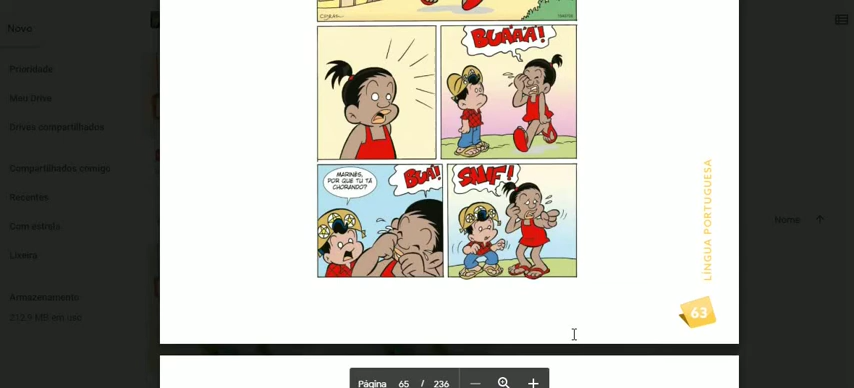 Novo
Prioridade
Meu Drive
Drives compartilhados
Compartilhados comigo
Recentes
Com estrela
Lixeira
Armazenamento
212,9 MB em uso
BUÁÁÁ!
MARINÊS,
POR QUE TU TÁ
CHORANDO?
BUÁ!
SNIF!
LÍNGUA PORTUGUESA
63
Nome
Página 65 / 236